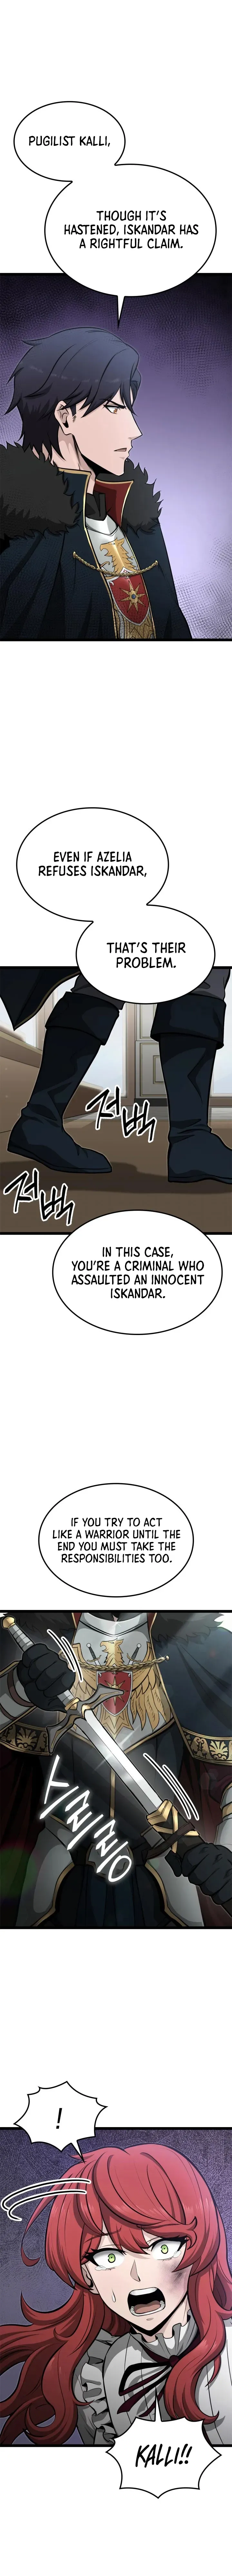 PUGILIST KALLI,
THOUGH IT'S
HASTENED, ISKANDAR HAS
A RIGHTFUL CLAIM.
EVEN IF AZELIA
REFUSES ISKANDAR,
THAT'S THEIR
PROBLEM.
저벅
저벅
IN THIS CASE,
YOU'RE A CRIMINAL WHO
ASSAULTED AN INNOCENT
ISKANDAR.
IF YOU TRY TO ACT
LIKE A WARRIOR UNTIL THE
END YOU MUST TAKE THE
RESPONSIBILITIES TOO.
스릉
!
KALLI!!